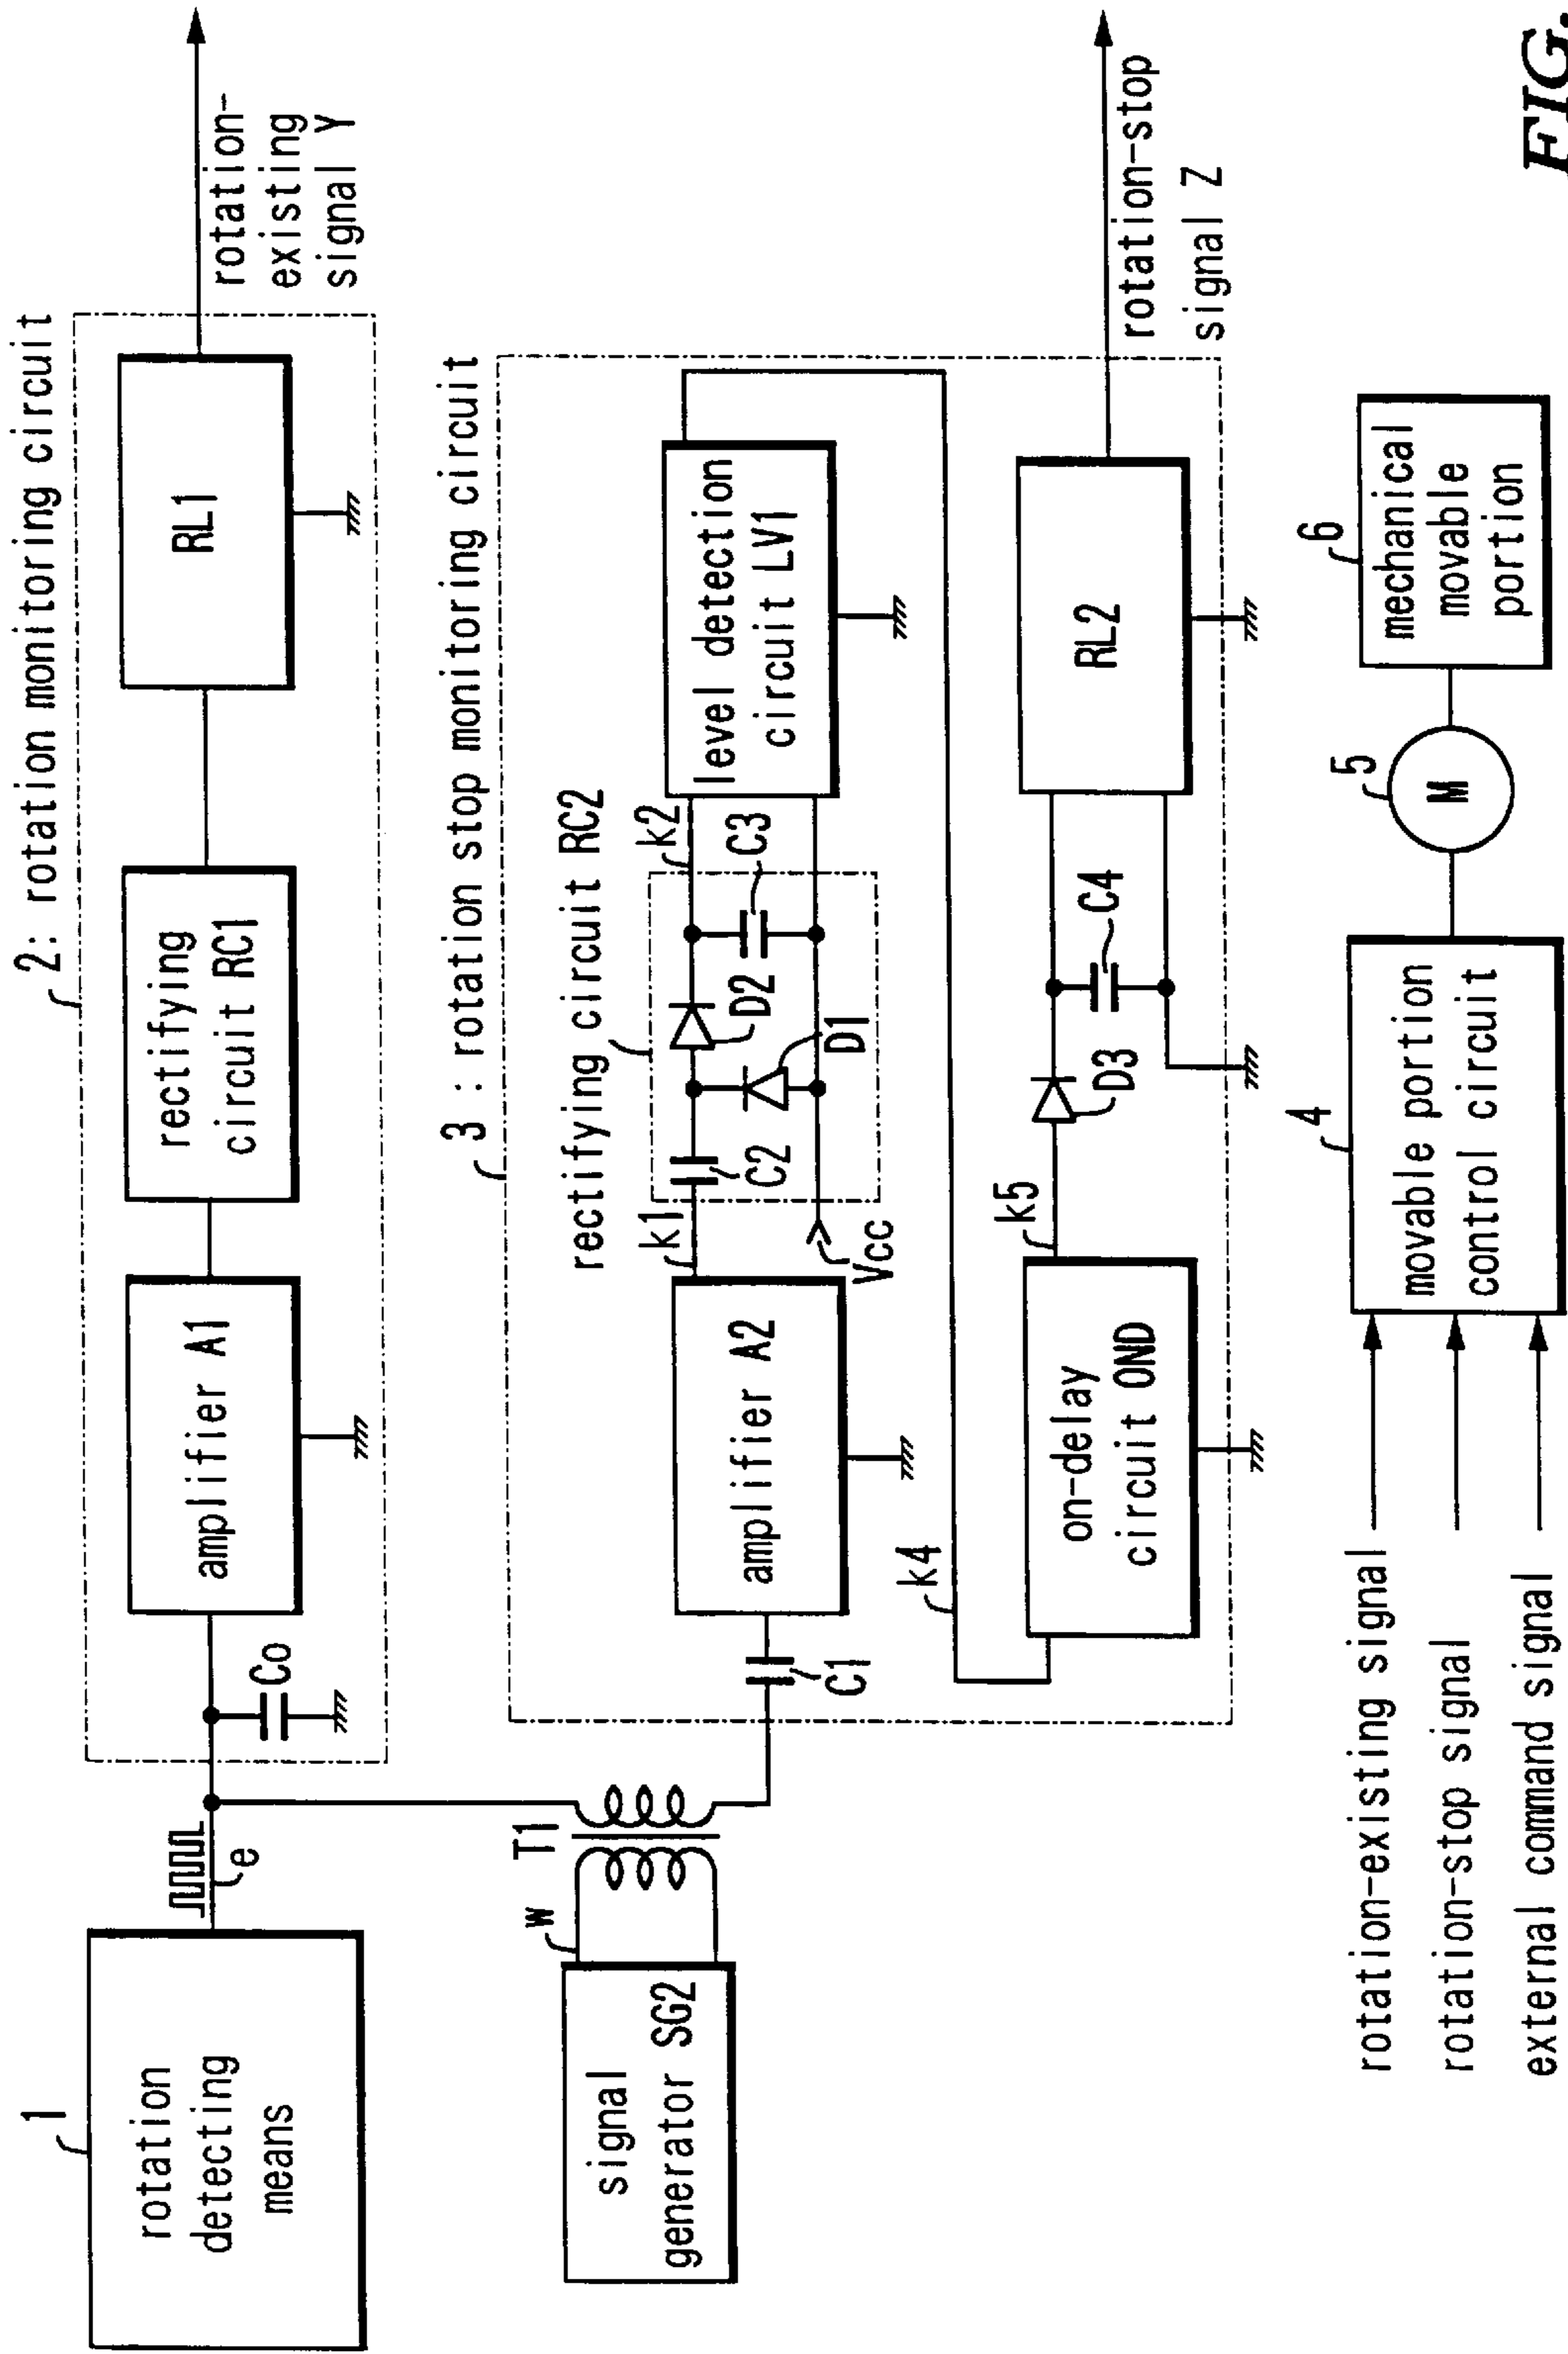 2: rotation monitoring circuit
2
1
rotation
detecting
means
e
Co
amplifier A1
rectifying
circuit RC1
RL1
rotation-
existing
signal Y
3 : rotation stop monitoring circuit
3
signal
generator SG2
w
T1
C1
amplifier A2
k1
rectifying circuit RC2
C2
D2
D1
C3
Vcc
k2
level detection
circuit LV1
k4
on-delay
circuit OND
k5
D3
C4
RL2
rotation-stop
signal Z
rotation-existing signal
rotation-stop signal
external command signal
4
movable portion
control circuit
5
M
6
mechanical
movable
portion
FIG.